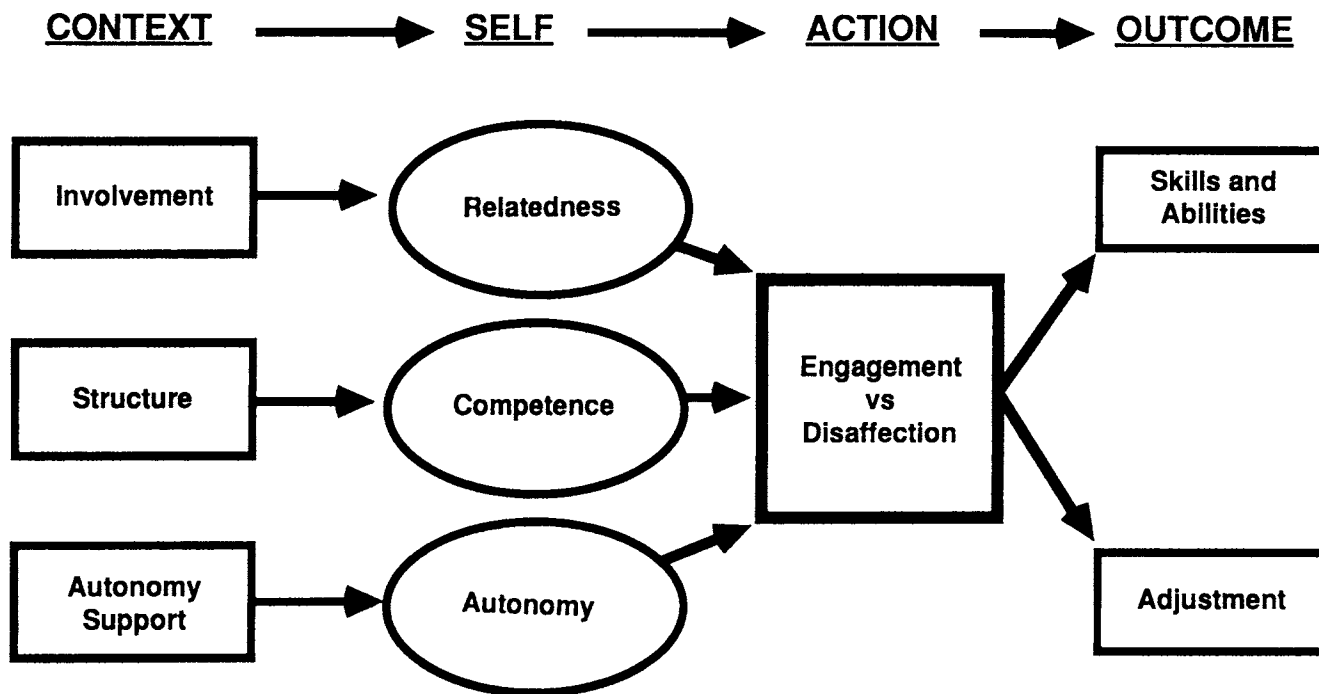 CONTEXT SELF ACTION OUTCOME
Involvement
Relatedness
Skills and
Abilities
Structure
Competence
Engagement
vs
Disaffection
Autonomy
Support
Autonomy
Adjustment